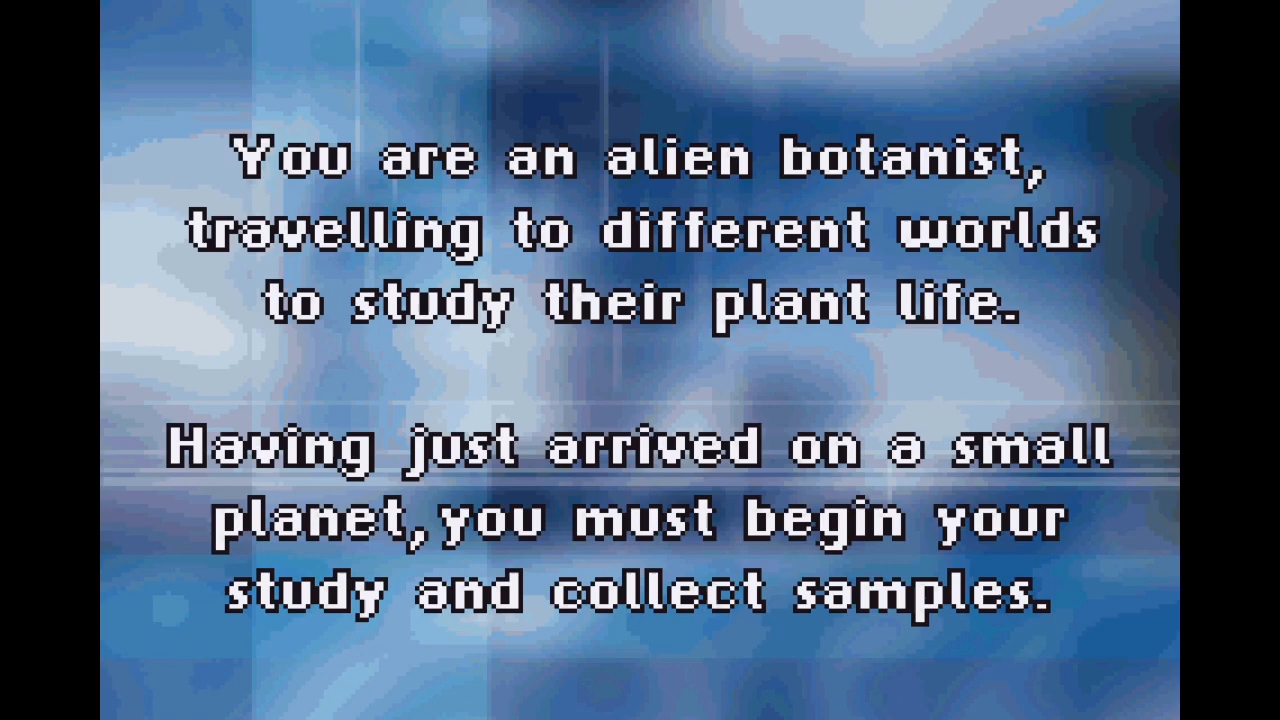 You are an alien botanist,
travelling to different worlds
to study their plant life.
Having just arrived on a small
planet, you must begin your
study and collect samples.